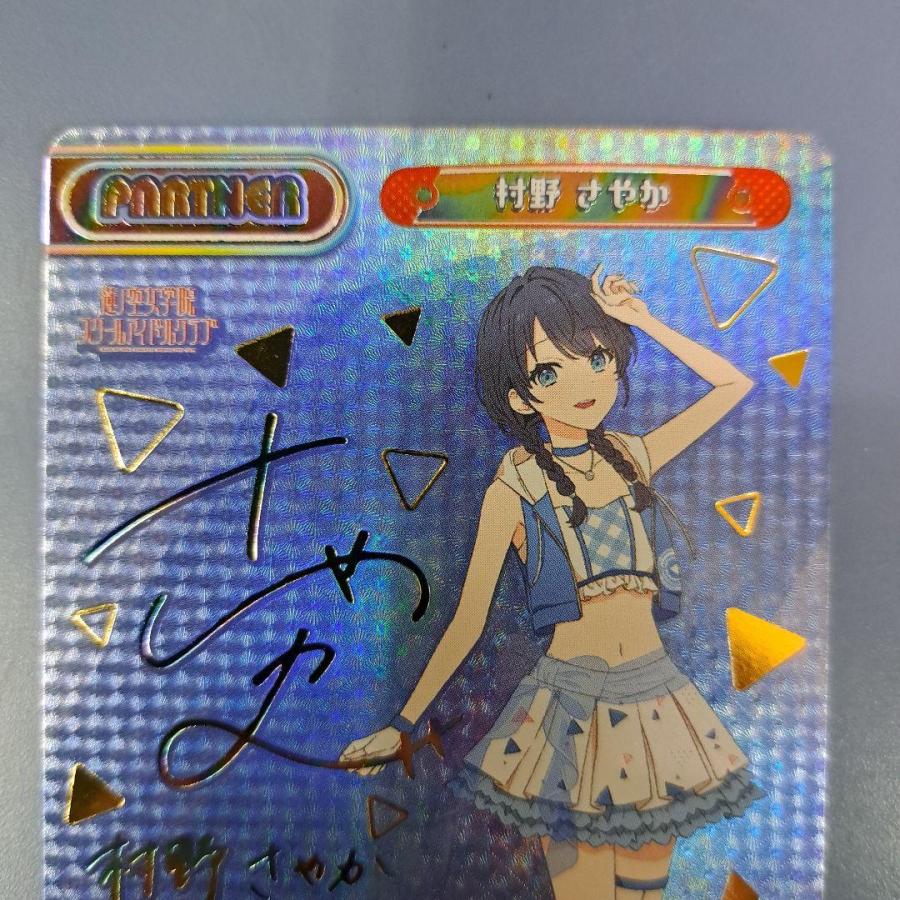 PARTNER
村野 さやか
蓮ノ空女学院
スクールアイドルクラブ
さやか
村野 さやか